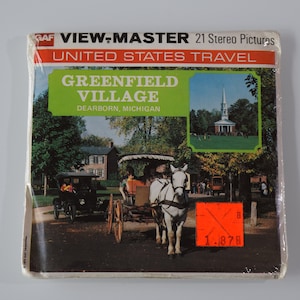 GAF VIEW-MASTER 21 Stereo Pictures
UNITED STATES TRAVEL
GREENFIELD
VILLAGE
DEARBORN, MICHIGAN
1.87